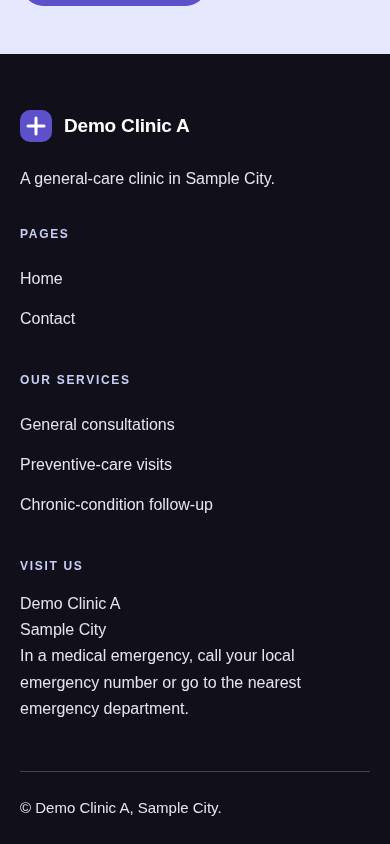 Demo Clinic A
A general-care clinic in Sample City.
PAGES
Home
Contact
OUR SERVICES
General consultations
Preventive-care visits
Chronic-condition follow-up
VISIT US
Demo Clinic A
Sample City
In a medical emergency, call your local
emergency number or go to the nearest
emergency department.
© Demo Clinic A, Sample City.